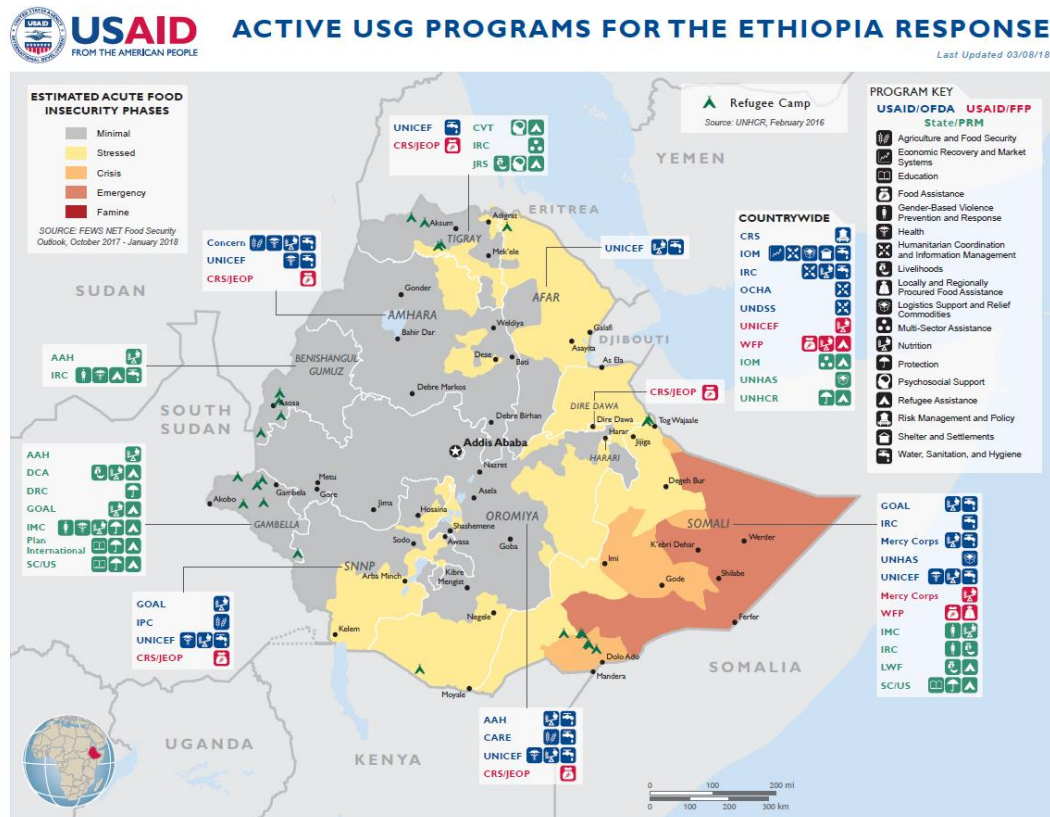 USAID
FROM THE AMERICAN PEOPLE
ACTIVE USG PROGRAMS FOR THE ETHIOPIA RESPONSE
Last Updated 03/08/18
ESTIMATED ACUTE FOOD
INSECURITY PHASES
Minimal
Stressed
Crisis
Emergency
Famine
SOURCE: FEWS NET Food Security
Outlook, October 2017 - January 2018
UNICEF
CRS/JEOP
CVT
IRC
JRS
Refugee Camp
Source: UNHCR, February 2016
PROGRAM KEY
USAID/OFDA USAID/FFP
State/PRM
Agriculture and Food Security
Economic Recovery and Market
Systems
Education
Food Assistance
Gender-Based Violence
Prevention and Response
Health
Humanitarian Coordination
and Information Management
Livelihoods
Locally and Regionally
Procured Food Assistance
Logistics Support and Relief
Commodities
Multi-Sector Assistance
Nutrition
Protection
Psychosocial Support
Refugee Assistance
Risk Management and Policy
Shelter and Settlements
Water, Sanitation, and Hygiene
COUNTRYWIDE
CRS
IOM
IRC
OCHA
UNDSS
UNICEF
WFP
IOM
UNHAS
UNHCR
Concern
UNICEF
CRS/JEOP
UNICEF
AAH
IRC
CRS/JEOP
AAH
DCA
DRC
GOAL
IMC
Plan
International
SC/US
GOAL
IPC
UNICEF
CRS/JEOP
AAH
CARE
UNICEF
CRS/JEOP
GOAL
IRC
Mercy Corps
UNHAS
UNICEF
Mercy Corps
WFP
IMC
IRC
LWF
SC/US
YEMEN
ERITREA
SUDAN
DJIBOUTI
SOUTH
SUDAN
SOMALIA
UGANDA
KENYA
TIGRAY
AFAR
AMHARA
BENISHANGUL
GUMUZ
DIRE DAWA
HARARI
GAMBELLA
OROMIYA
SOMALI
SNNP
Aksum
Adigrat
Mek'ele
Gonder
Bahir Dar
Weldiya
Dese
Bati
Galafi
Asayita
As Ela
Debre Markos
Asosa
Debre Birhan
Dire Dawa
Harar
Jijiga
Tog Wajaale
Addis Ababa
Nazret
Degeh Bur
Metu
Gore
Gambela
Akobo
Jima
Asela
Hosaina
Shashemene
Sodo
Awasa
Goba
Imi
K'ebri Dehar
Werder
Gode
Shilabe
Kibre
Mengist
Arba Minch
Negele
Ferfer
Kelem
Moyale
Dolo Ado
Mandera
0 100 200 mi
0 100 200 300 km